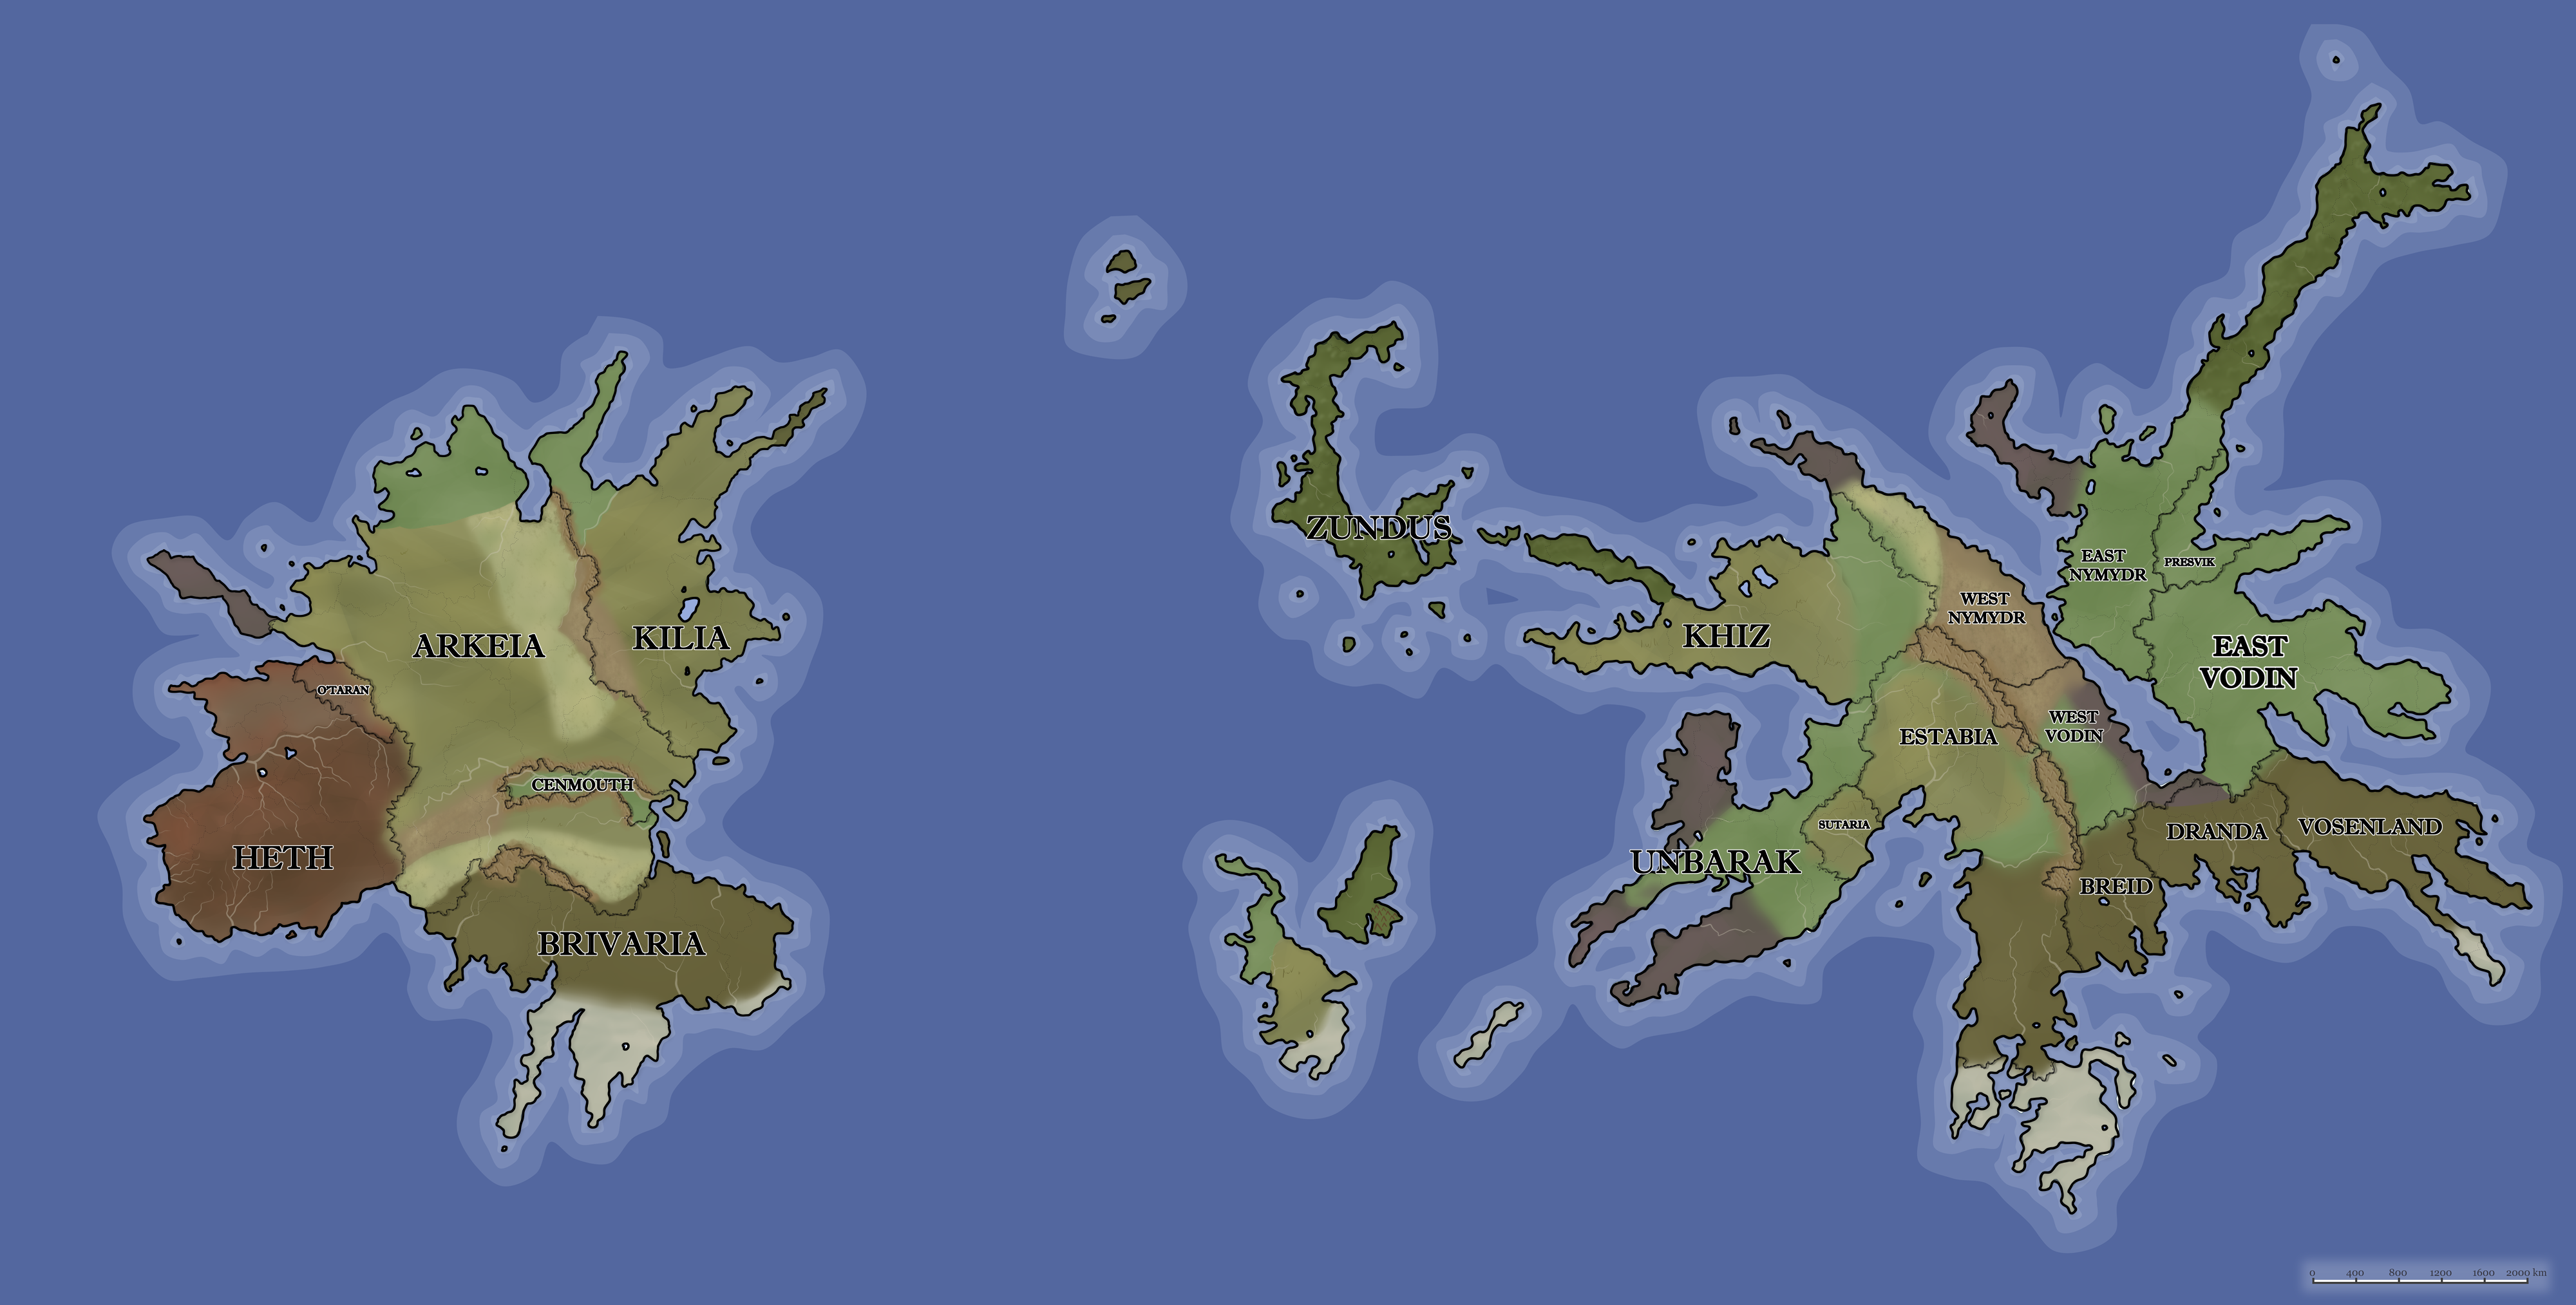 ZUNDUS
EAST
NYMYDR
PRESVIK
WEST
NYMYDR
ARKEIA
KILIA
KHIZ
EAST
VODIN
O'TARAN
WEST
VODIN
ESTABIA
CENMOUTH
SUTARIA
DRANDA
VOSENLAND
HETH
UNBARAK
BREID
BRIVARIA
0 400 800 1200 1600 2000 km